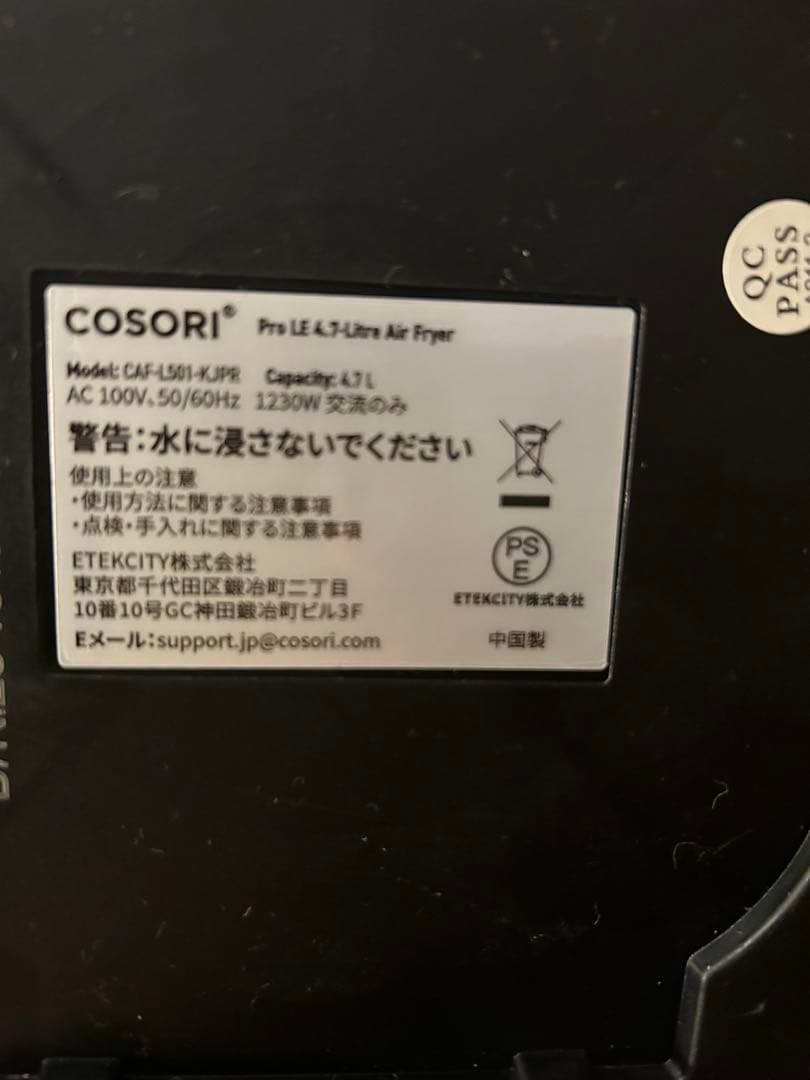 COSORI® Pro LE 4.7-Litre Air Fryer
Model: CAF-L501-KJPR Capacity: 4.7 L
AC 100V、50/60Hz 1230W 交流のみ
警告：水に浸さないでください
使用上の注意
・使用方法に関する注意事項
・点検・手入れに関する注意事項
ETEKCITY株式会社
東京都千代田区鍛冶町二丁目
10番10号GC神田鍛冶町ビル3F
Eメール：support.jp@cosori.com
PS
E
ETEKCITY株式会社
中国製
QC
PASS